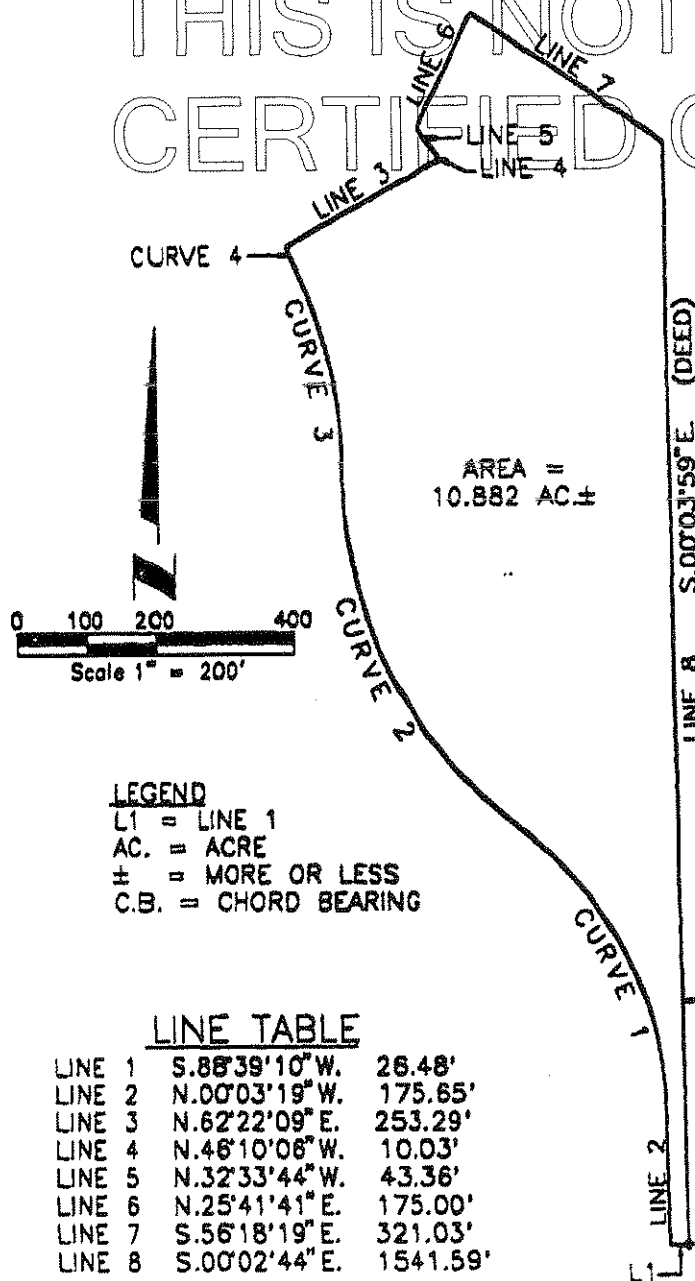 THIS IS NOT
CERTIFIED
LINE 6
LINE 7
LINE 5
LINE 4
LINE 3
CURVE 4
CURVE 3
S.00°03'59"E. (DEED)
LINE 8
AREA =
10.882 AC.±
0 100 200 400
Scale 1" = 200'
CURVE 2
LEGEND
L1 = LINE 1
AC. = ACRE
± = MORE OR LESS
C.B. = CHORD BEARING
CURVE 1
LINE TABLE
LINE 1 S.88°39'10"W. 26.48'
LINE 2 N.00°03'19"W. 175.65'
LINE 3 N.62°22'09"E. 253.29'
LINE 4 N.46°10'06"W. 10.03'
LINE 5 N.32°33'44"W. 43.36'
LINE 6 N.25°41'41"E. 175.00'
LINE 7 S.56°18'19"E. 321.03'
LINE 8 S.00°02'44"E. 1541.59'
LINE 2
L1